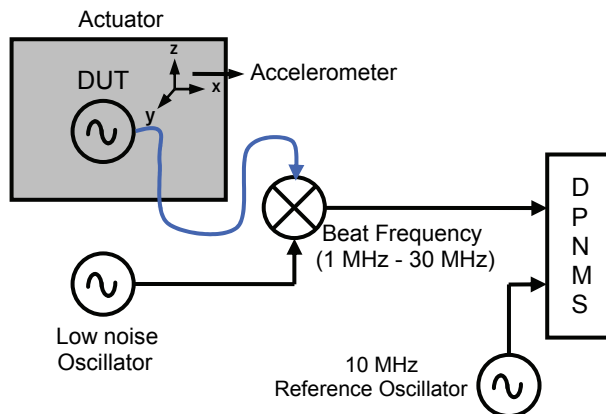 Actuator
DUT
z
x
y
Accelerometer
Beat Frequency
(1 MHz - 30 MHz)
Low noise
Oscillator
10 MHz
Reference Oscillator
D
P
N
M
S